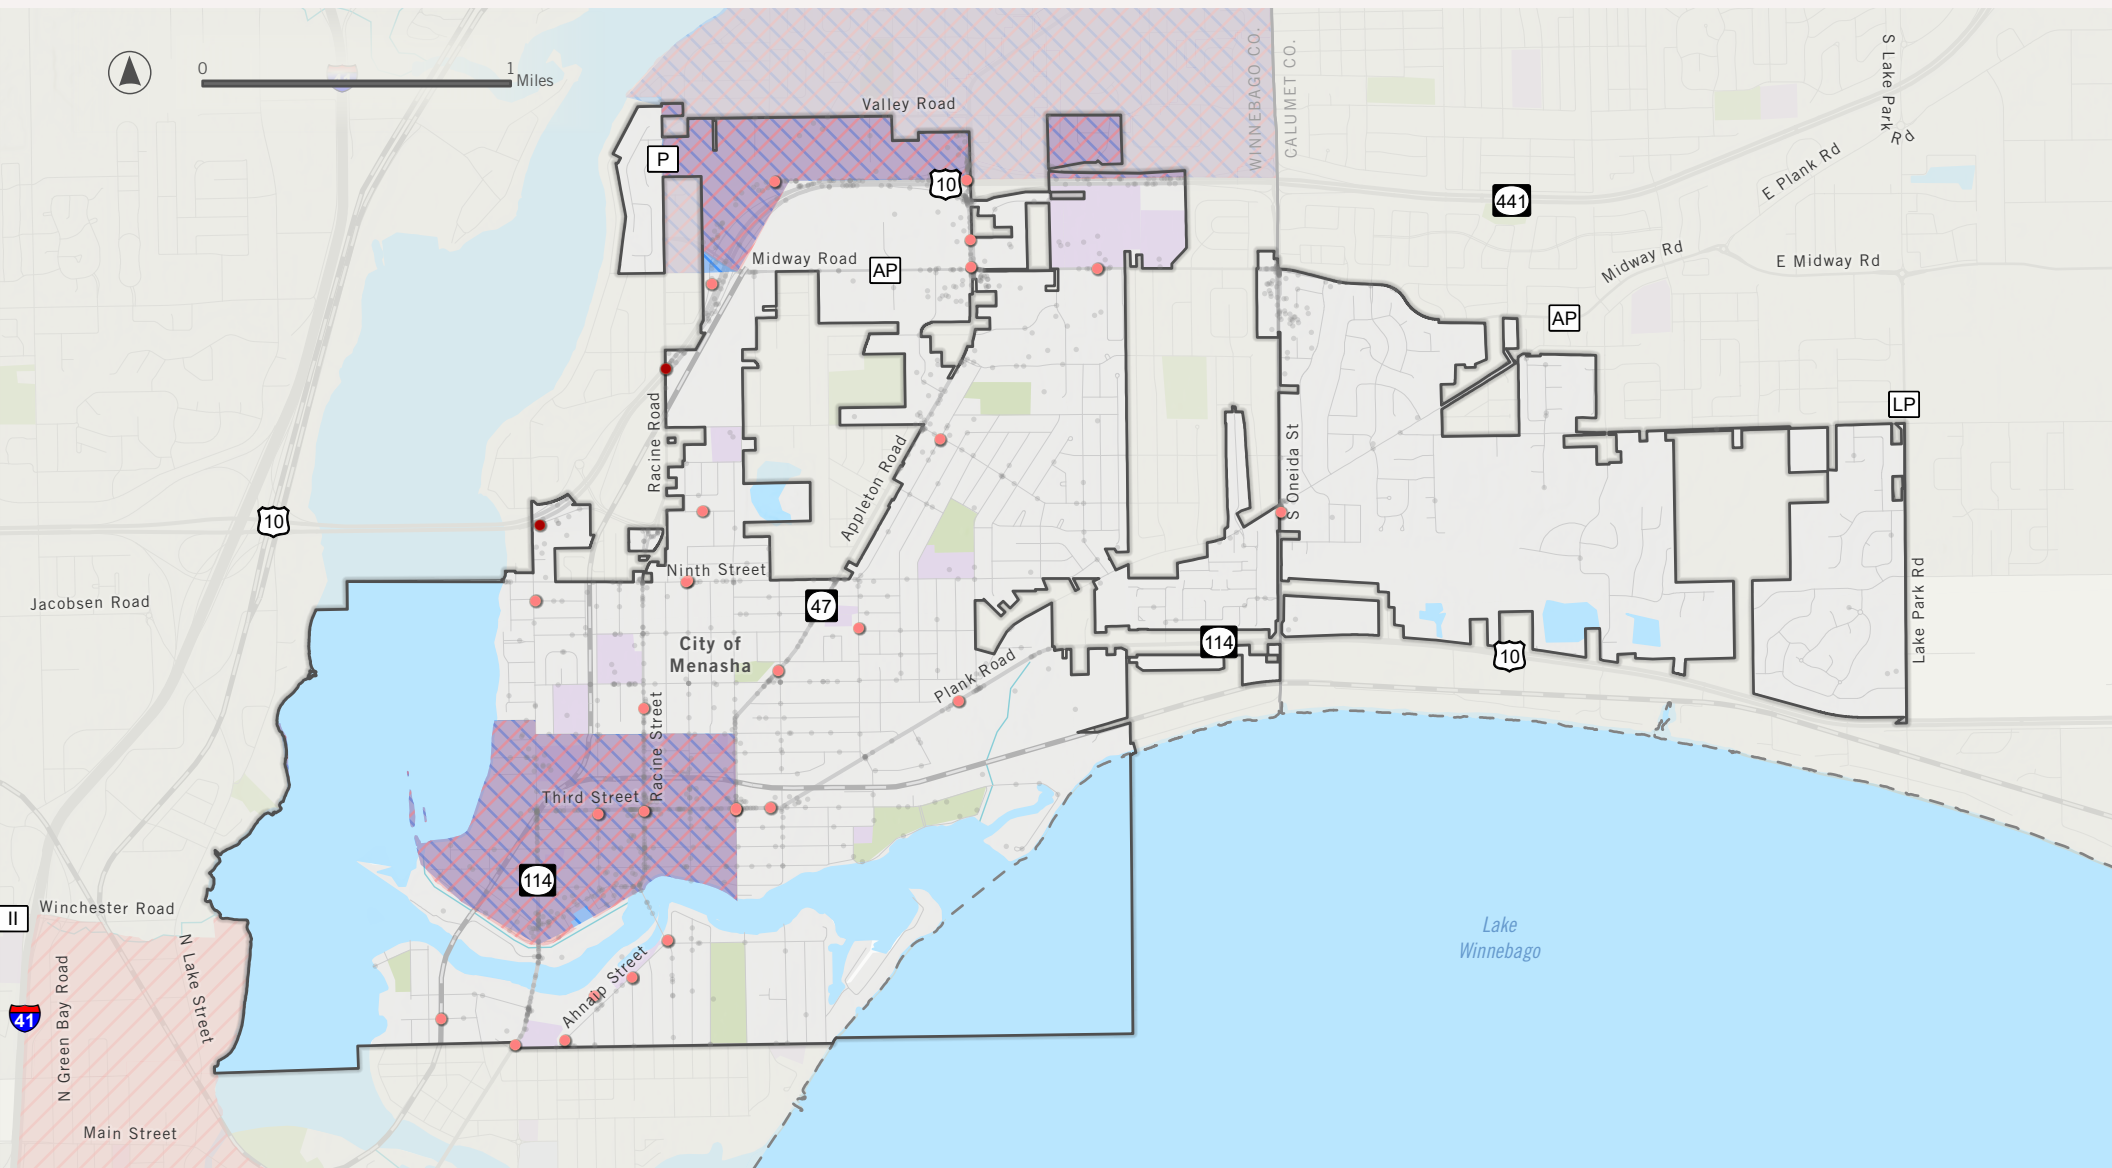 0
1
Miles
Valley Road
WINNEBAGO CO.
CALUMET CO.
S Lake Park
Rd
E Plank Rd
P
10
441
Midway Road
AP
Midway Rd
E Midway Rd
AP
LP
Racine Road
Appleton Road
S Oneida St
10
Ninth Street
Jacobsen Road
47
City of
Menasha
114
Plank Road
10
Lake Park Rd
Racine Street
Third Street
114
II
Winchester Road
N Lake Street
N Green Bay Road
Ahnaip Street
Lake
Winnebago
41
Main Street